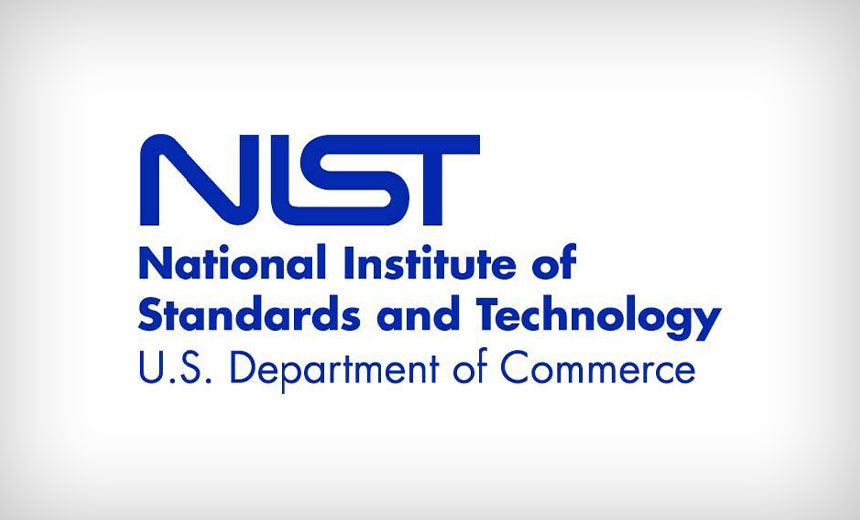 NIST
National Institute of
Standards and Technology
U.S. Department of Commerce